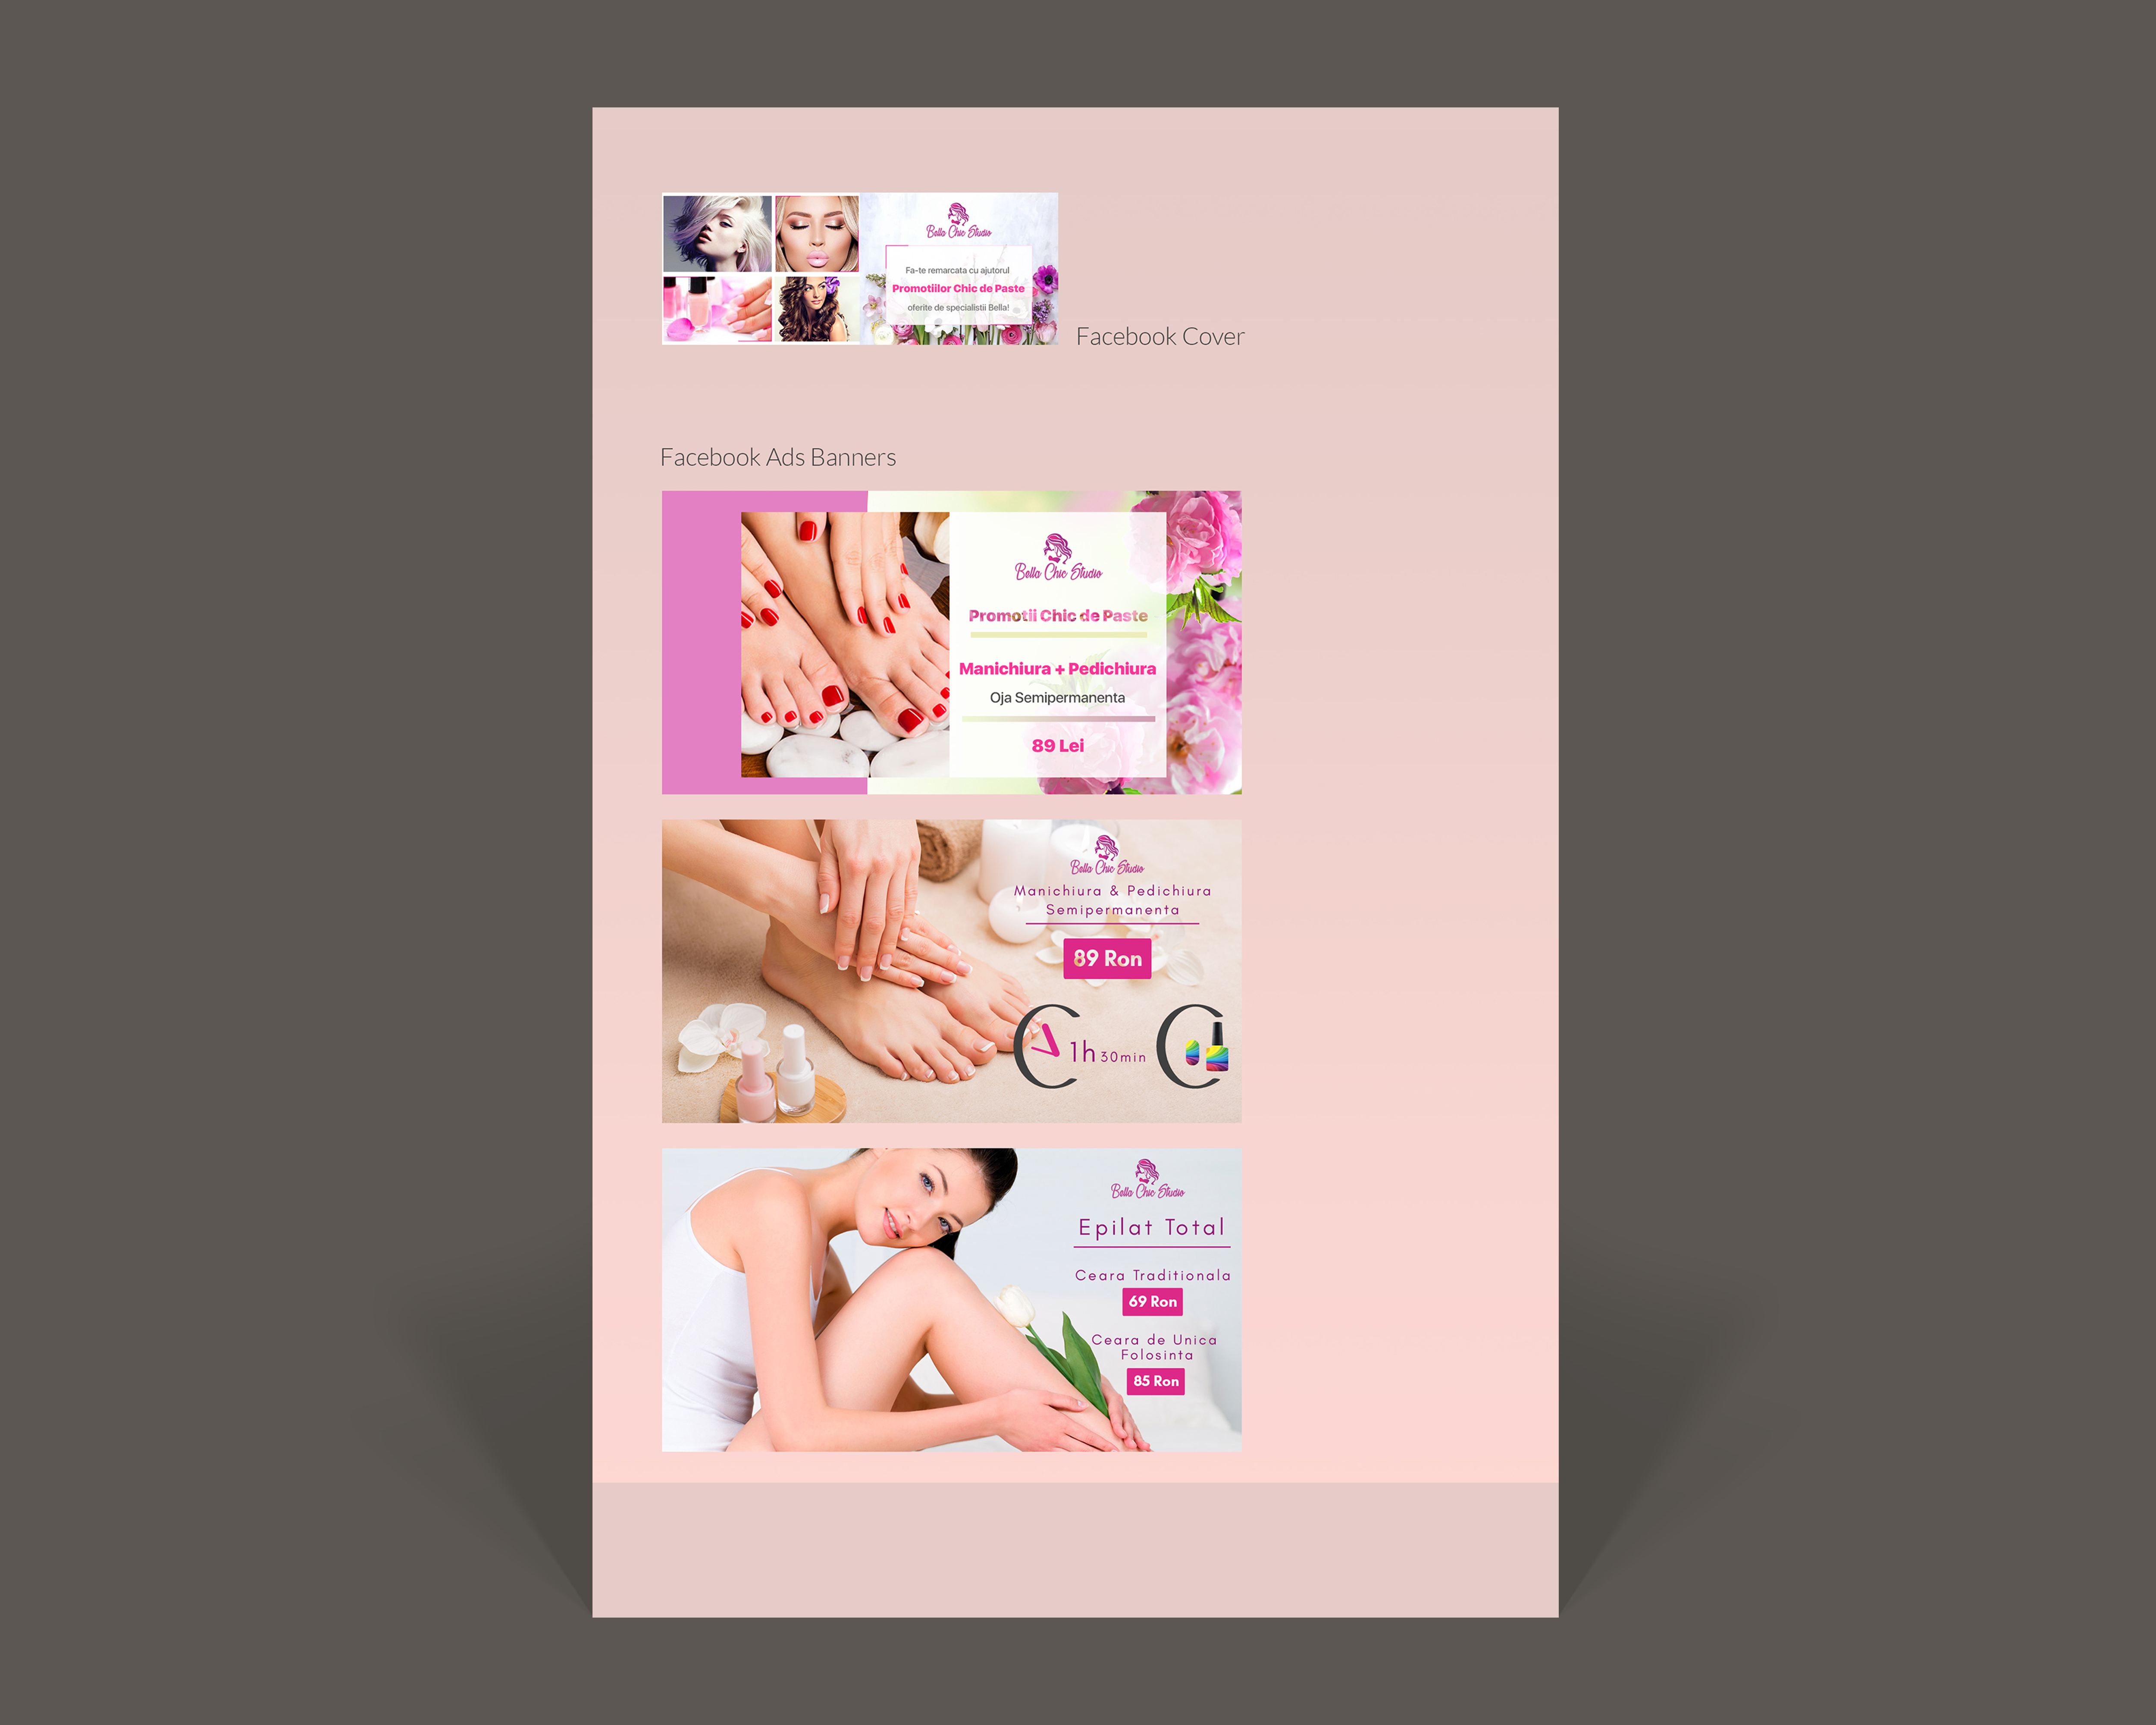 Bella Chic Studio
Fa-te remarcata cu ajutorul
Promotiilor Chic de Paste
oferite de specialistii Bella!
Facebook Cover
Facebook Ads Banners
Bella Chic Studio
Promotii Chic de Paste
Manichiura + Pedichiura
Oja Semipermanenta
89 Lei
Bella Chic Studio
Manichiura & Pedichiura
Semipermanenta
89 Ron
1h 30min
Bella Chic Studio
Epilat Total
Ceara Traditionala
69 Ron
Ceara de Unica
Folosinta
85 Ron